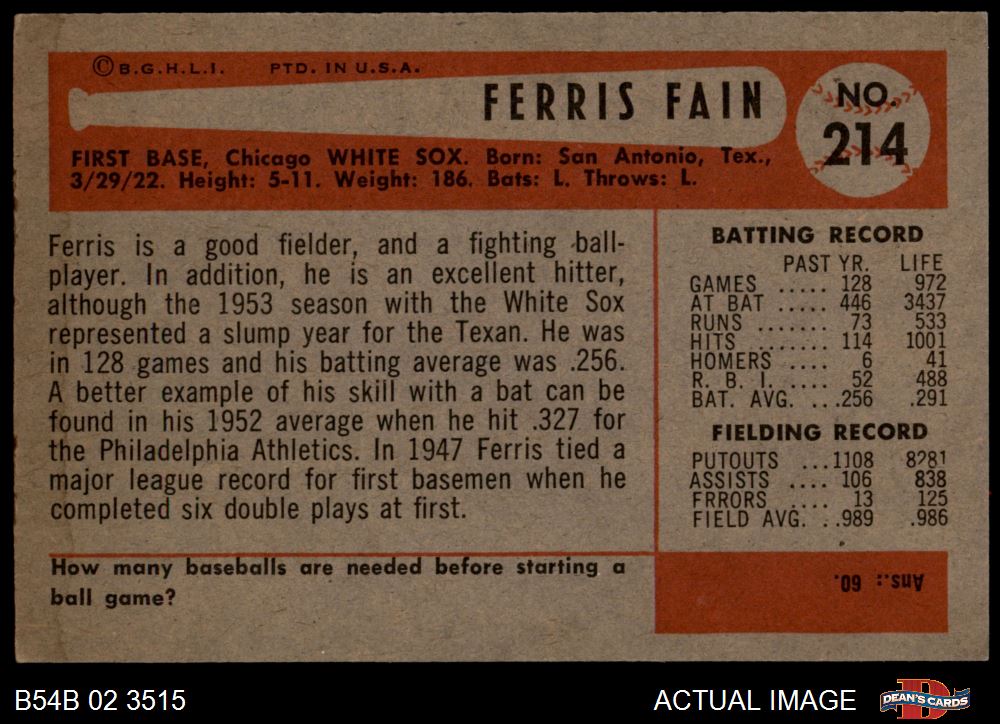 ©B.G.H.L.I. PTD. IN U.S.A.
FERRIS FAIN
NO.
214
FIRST BASE, Chicago WHITE SOX. Born: San Antonio, Tex.,
3/29/22. Height: 5-11. Weight: 186. Bats: L. Throws: L.
Ferris is a good fielder, and a fighting ball-
player. In addition, he is an excellent hitter,
although the 1953 season with the White Sox
represented a slump year for the Texan. He was
in 128 games and his batting average was .256.
A better example of his skill with a bat can be
found in his 1952 average when he hit .327 for
the Philadelphia Athletics. In 1947 Ferris tied a
major league record for first basemen when he
completed six double plays at first.
How many baseballs are needed before starting a
ball game?
BATTING RECORD
PAST YR. LIFE
GAMES ..... 128 972
AT BAT ..... 446 3437
RUNS ....... 73 533
HITS ....... 114 1001
HOMERS .... 6 41
R. B. I. .... 52 488
BAT. AVG. ...256 .291
FIELDING RECORD
PUTOUTS ...1108 8281
ASSISTS .... 106 838
FRRORS .... 13 125
FIELD AVG. ..989 .986
Ans.: 60.
B54B 02 3515
ACTUAL IMAGE
DEAN'S CARDS